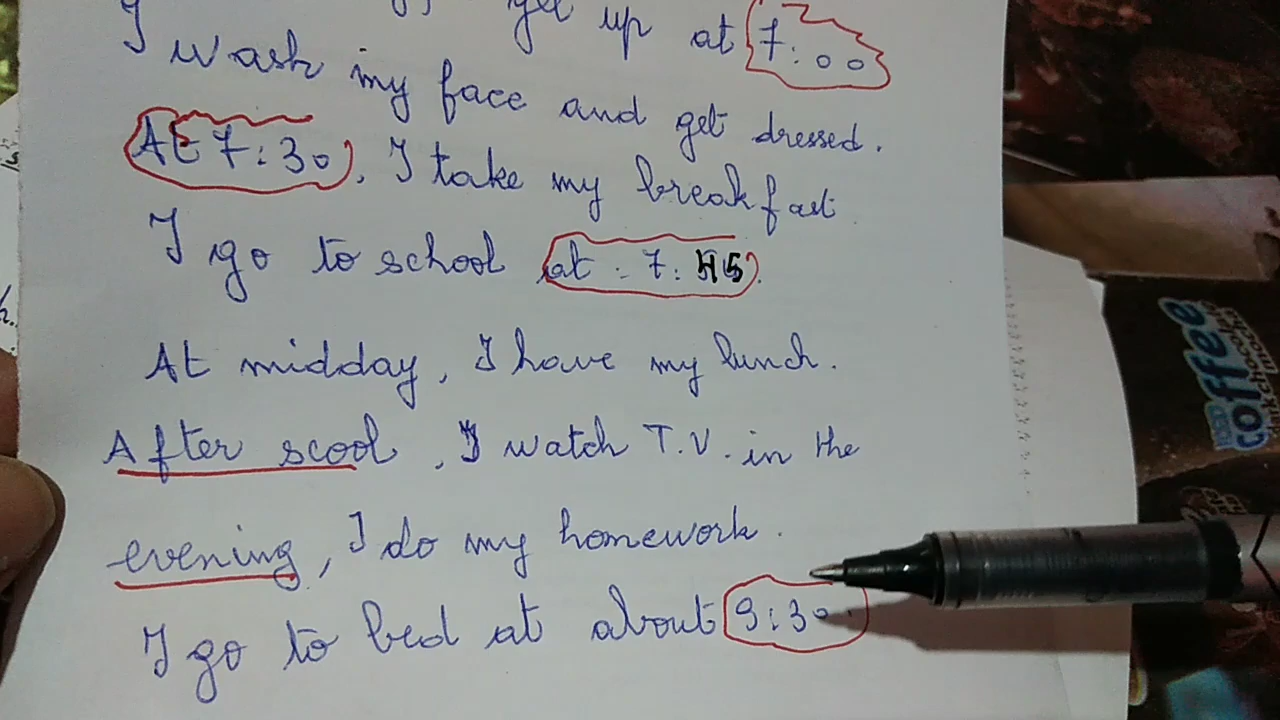 I get up at 7:00
wash my face and get dressed.
At 7:30, I take my breakfast
I go to school at 7:45.
At midday, I have my lunch.
After scool, I watch T.V. in the
evening, I do my homework.
I go to bed at about 9:30.
coffee